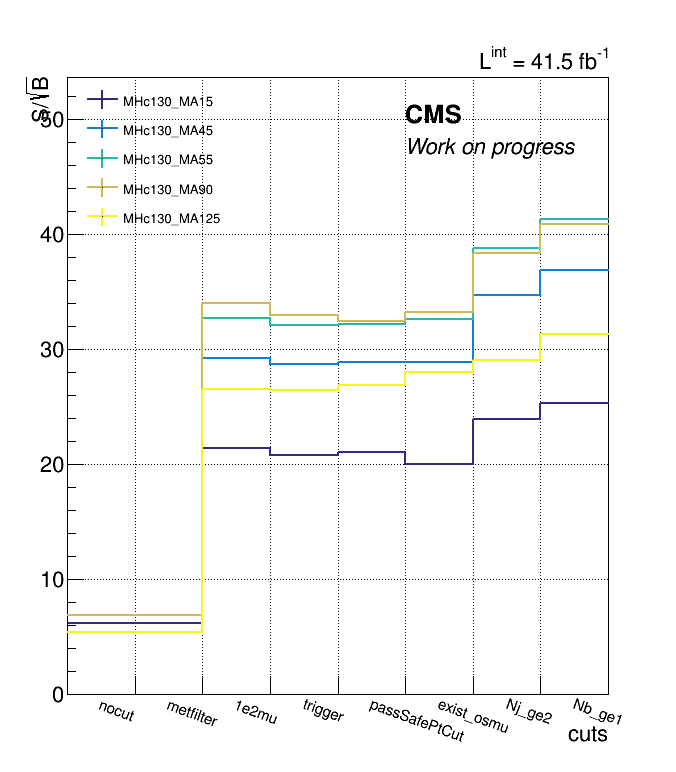 L^int = 41.5 fb^-1
S/√B
MHc130_MA15
MHc130_MA45
MHc130_MA55
MHc130_MA90
MHc130_MA125
CMS
Work on progress
50
40
30
20
10
0
nocut
metfilter
1e2mu
trigger
passSafePtCut
exist_osmu
Nj_ge2
Nb_ge1
cuts